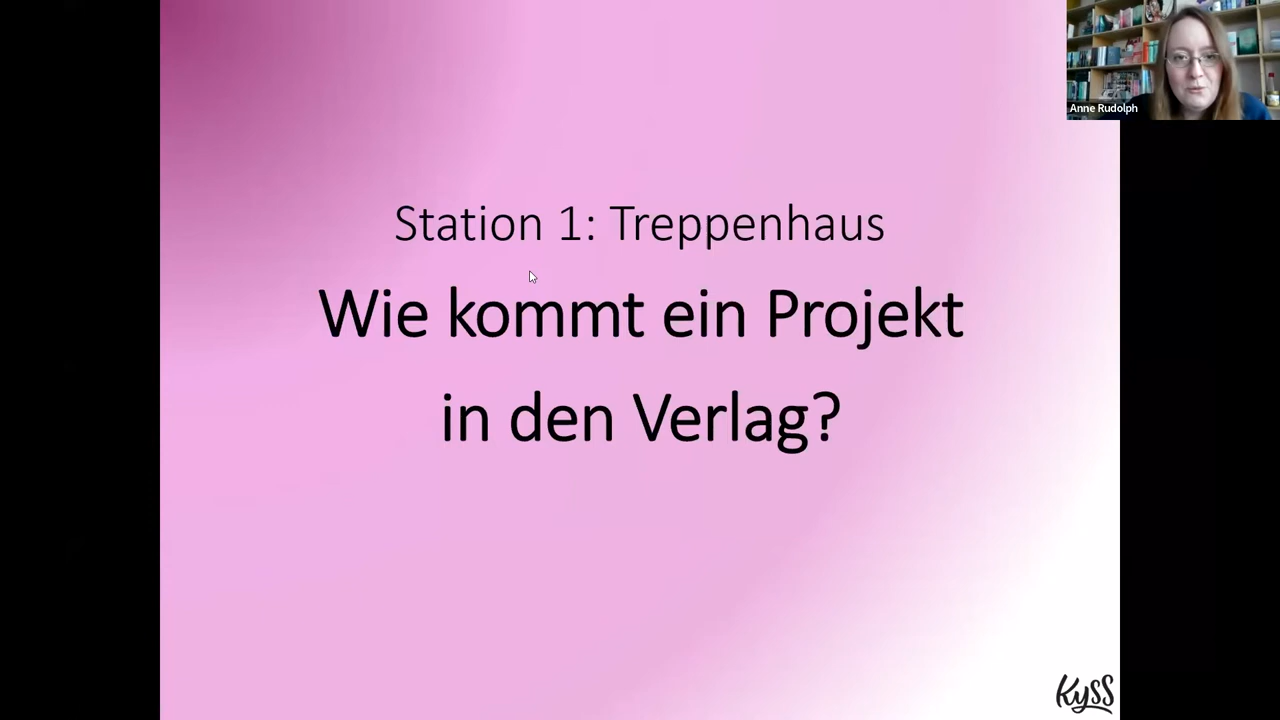 Anne Rudolph
Station 1: Treppenhaus
Wie kommt ein Projekt
in den Verlag?
Kyss